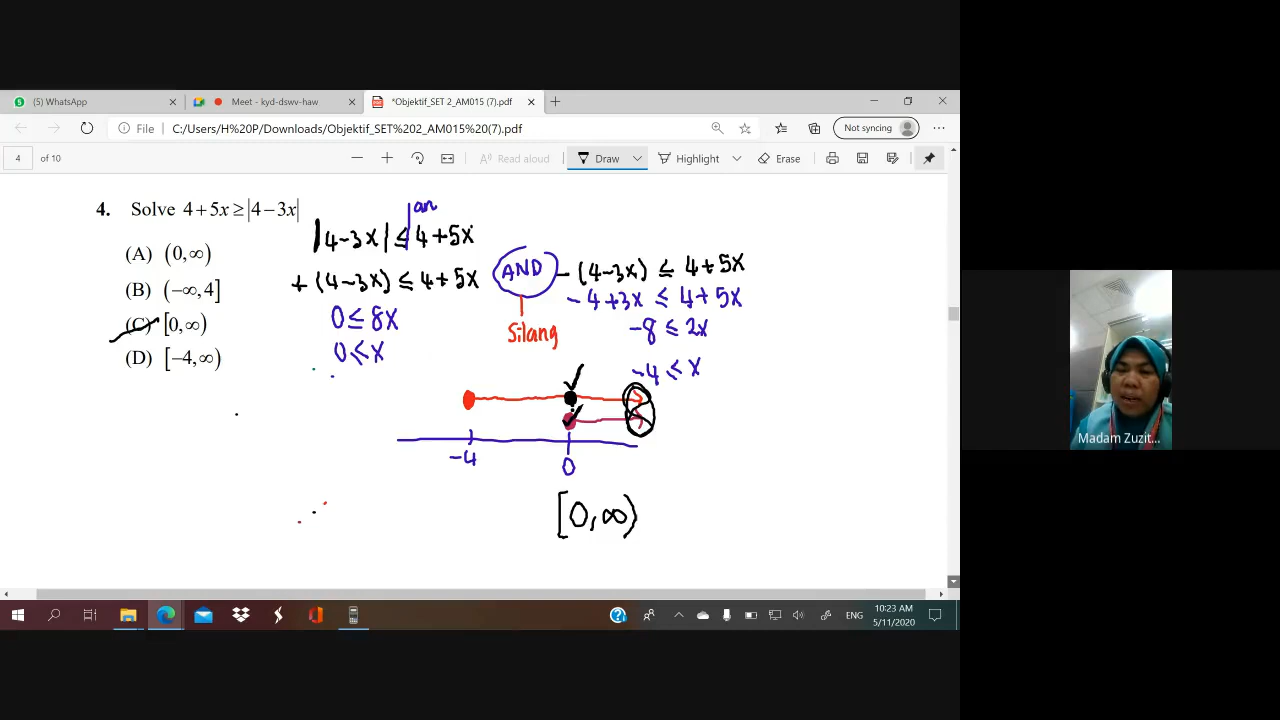 (5) WhatsApp
Meet - kyd-dswv-haw
*Objektif_SET 2_AM015 (7).pdf
File
C:/Users/H%20P/Downloads/Objektif_SET%202_AM015%20(7).pdf
Not syncing
4 of 10
Read aloud
Draw
Highlight
Erase
4. Solve 4+5x≥|4−3x|
(A) (0,∞)
(B) (−∞,4]
(C) [0,∞)
(D) [−4,∞)
|4−3x| ≤ 4+5x
+(4−3x) ≤ 4+5x
0 ≤ 8x
0 ≤ x
AND
Silang
−(4−3x) ≤ 4+5x
−4+3x ≤ 4+5x
−8 ≤ 2x
−4 ≤ x
−4 0
[0,∞)
Madam Zuzit...
ENG
10:23 AM
5/11/2020